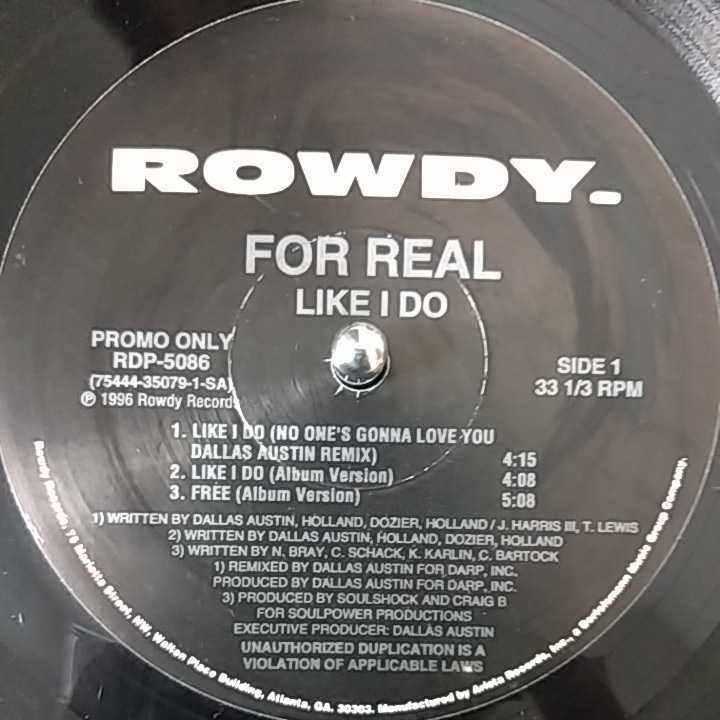 ROWDY.
FOR REAL
LIKE I DO
PROMO ONLY
RDP-5086
(75444-35079-1-SA)
℗ 1996 Rowdy Records
SIDE 1
33 1/3 RPM
1. LIKE I DO (NO ONE'S GONNA LOVE YOU
DALLAS AUSTIN REMIX) 4:15
2. LIKE I DO (Album Version) 4:08
3. FREE (Album Version) 5:08
1) WRITTEN BY DALLAS AUSTIN, HOLLAND, DOZIER, HOLLAND / J. HARRIS III, T. LEWIS
2) WRITTEN BY DALLAS AUSTIN, HOLLAND, DOZIER, HOLLAND
3) WRITTEN BY N. BRAY, C. SCHACK, K. KARLIN, C. BARTOCK
1) REMIXED BY DALLAS AUSTIN FOR DARP, INC.
PRODUCED BY DALLAS AUSTIN FOR DARP, INC.
3) PRODUCED BY SOULSHOCK AND CRAIG B
FOR SOULPOWER PRODUCTIONS
EXECUTIVE PRODUCER: DALLAS AUSTIN
UNAUTHORIZED DUPLICATION IS A
VIOLATION OF APPLICABLE LAWS
Rowdy Records, 75 Marietta Street, NW, Walton Place Building, Atlanta, GA. 30303. Manufactured by Arista Records, Inc., a Bertelsmann Music Group Company.